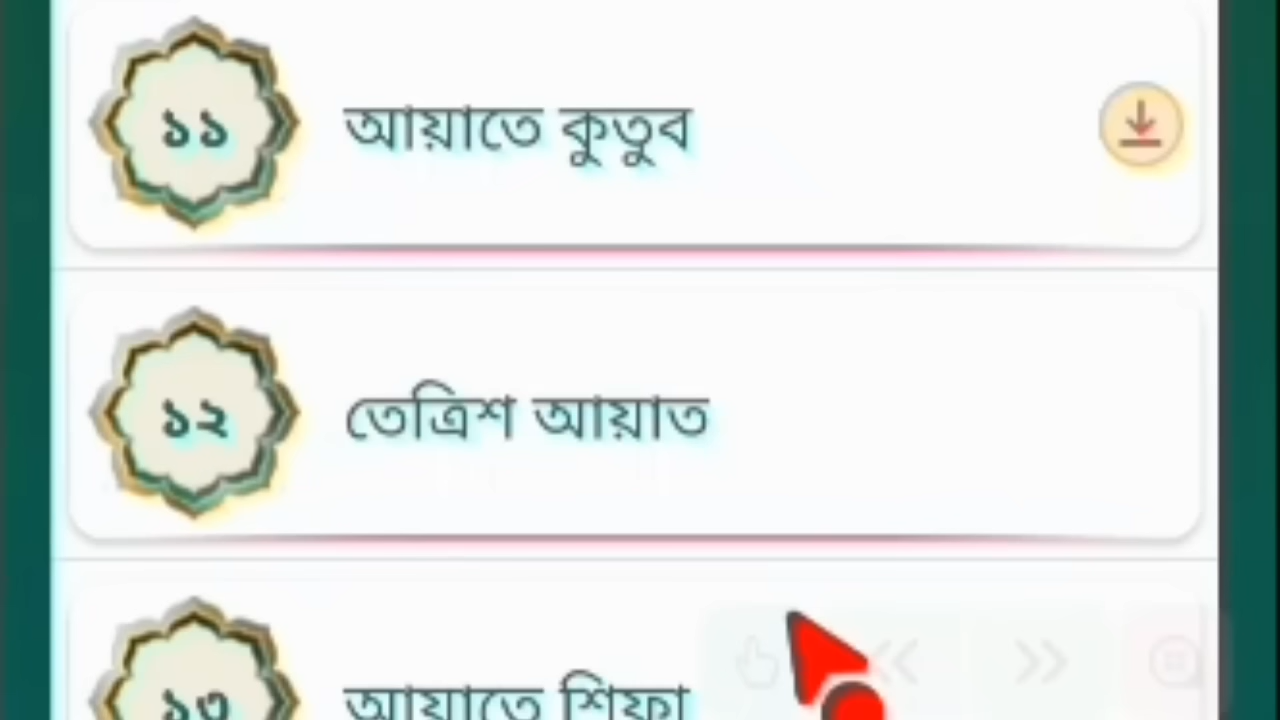 ১১ আয়াতে কুতুব
১২ তেত্রিশ আয়াত
১৩ আয়াতে শিফা